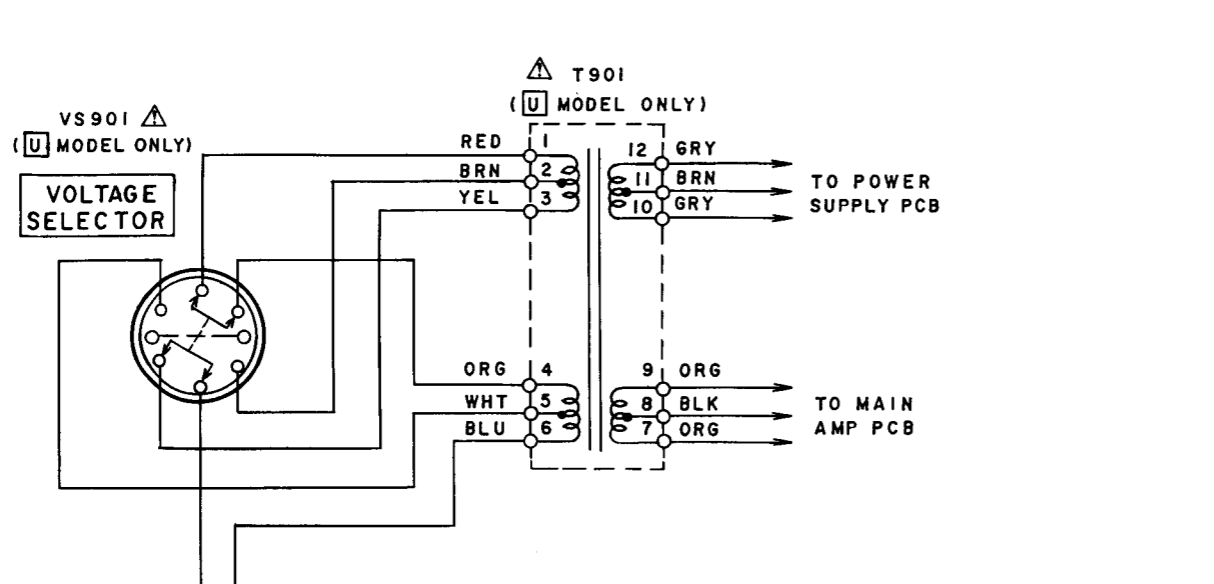 T901
(U MODEL ONLY)
VS901
(U MODEL ONLY)
VOLTAGE
SELECTOR
RED 1
BRN 2
YEL 3
12 GRY
11 BRN
10 GRY
TO POWER
SUPPLY PCB
ORG 4
WHT 5
BLU 6
9 ORG
8 BLK
7 ORG
TO MAIN
AMP PCB